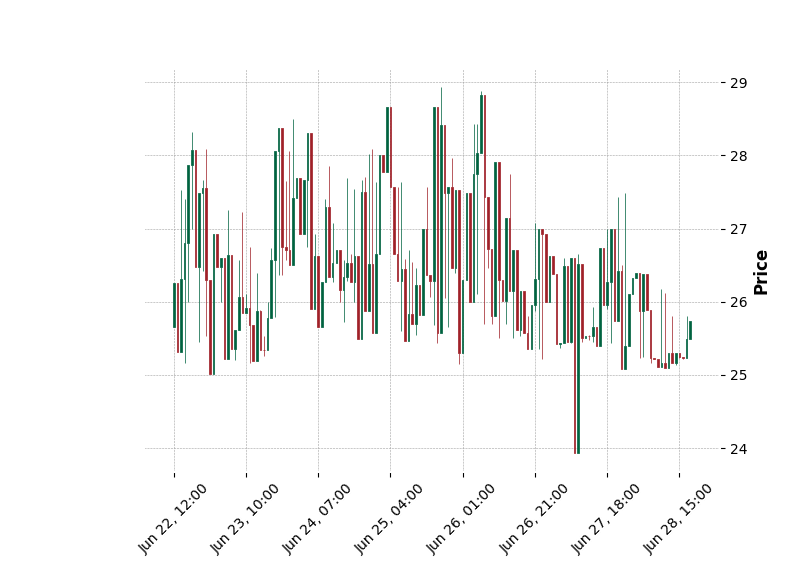 29
28
27
26
25
24
Price
Jun 22, 12:00
Jun 23, 10:00
Jun 24, 07:00
Jun 25, 04:00
Jun 26, 01:00
Jun 26, 21:00
Jun 27, 18:00
Jun 28, 15:00